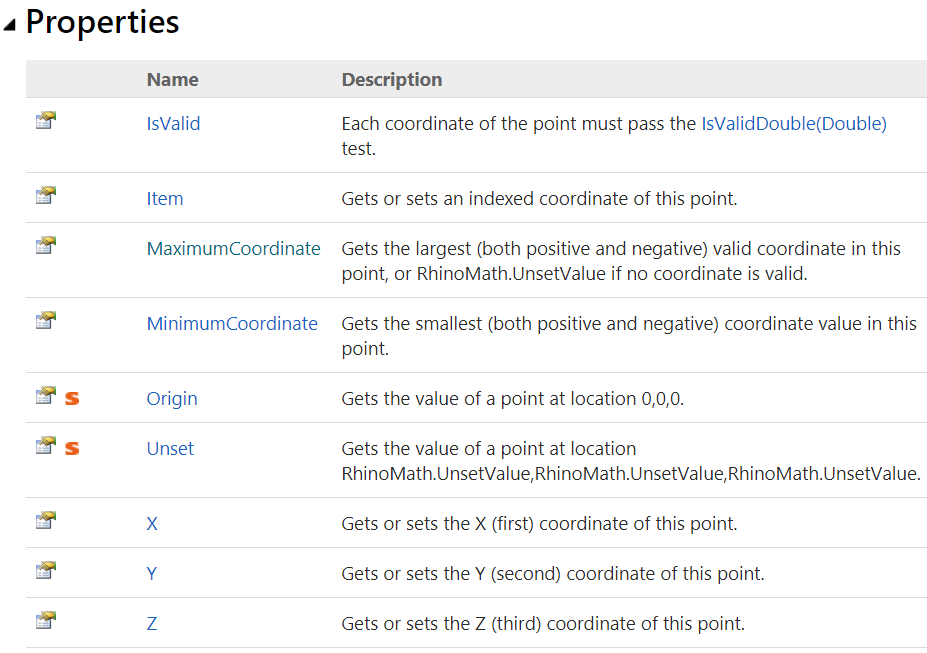 Properties
Name Description
IsValid Each coordinate of the point must pass the IsValidDouble(Double)
test.
Item Gets or sets an indexed coordinate of this point.
MaximumCoordinate Gets the largest (both positive and negative) valid coordinate in this
point, or RhinoMath.UnsetValue if no coordinate is valid.
MinimumCoordinate Gets the smallest (both positive and negative) coordinate value in this
point.
S Origin Gets the value of a point at location 0,0,0.
S Unset Gets the value of a point at location
RhinoMath.UnsetValue,RhinoMath.UnsetValue,RhinoMath.UnsetValue.
X Gets or sets the X (first) coordinate of this point.
Y Gets or sets the Y (second) coordinate of this point.
Z Gets or sets the Z (third) coordinate of this point.